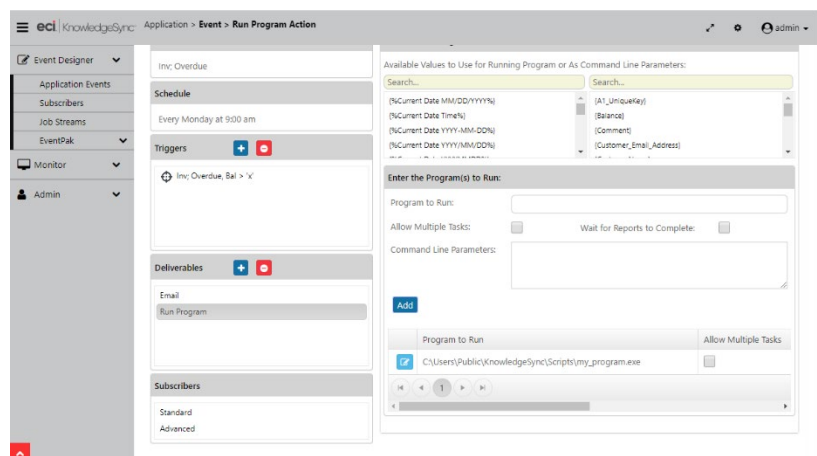 eci KnowledgeSync
Application > Event > Run Program Action
admin
Event Designer
Application Events
Subscribers
Job Streams
EventPak
Monitor
Admin
Inv; Overdue
Schedule
Every Monday at 9:00 am
Triggers
Inv; Overdue, Bal > 'x'
Deliverables
Email
Run Program
Subscribers
Standard
Advanced
Available Values to Use for Running Program or As Command Line Parameters:
Search...
{%Current Date MM/DD/YYYY%}
{%Current Date Time%}
{%Current Date YYYY-MM-DD%}
{%Current Date YYYY/MM/DD%}
Search...
{A1_UniqueKey}
{Balance}
{Comment}
{Customer_Email_Address}
Enter the Program(s) to Run:
Program to Run:
Allow Multiple Tasks:
Wait for Reports to Complete:
Command Line Parameters:
Add
Program to Run
Allow Multiple Tasks
C:\Users\Public\KnowledgeSync\Scripts\my_program.exe
1